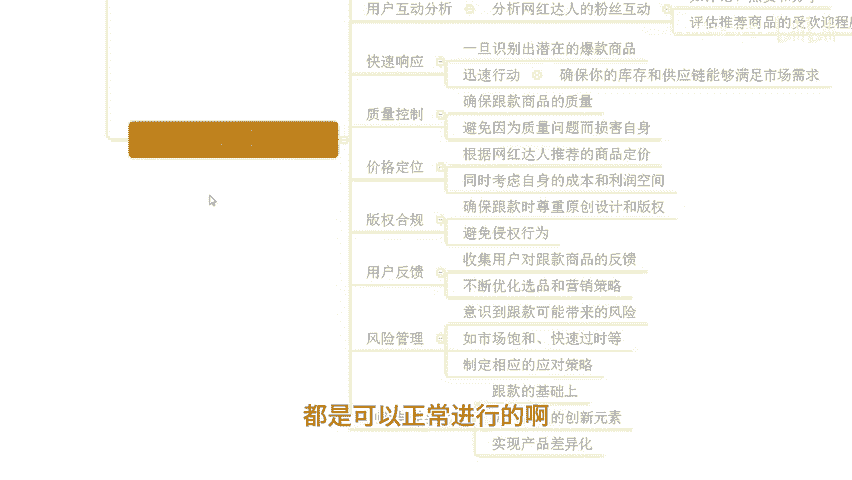 用户互动分析
分析网红达人的粉丝互动
评估推荐商品的受欢迎程度
快速响应
一旦识别出潜在的爆款商品
迅速行动
确保你的库存和供应链能够满足市场需求
质量控制
确保跟款商品的质量
避免因为质量问题而损害自身
价格定位
根据网红达人推荐的商品定价
同时考虑自身的成本和利润空间
版权合规
确保跟款时尊重原创设计和版权
避免侵权行为
用户反馈
收集用户对跟款商品的反馈
不断优化选品和营销策略
风险管理
意识到跟款可能带来的风险
如市场饱和、快速过时等
制定相应的应对策略
跟款的基础上
的创新元素
实现产品差异化
都是可以正常进行的啊